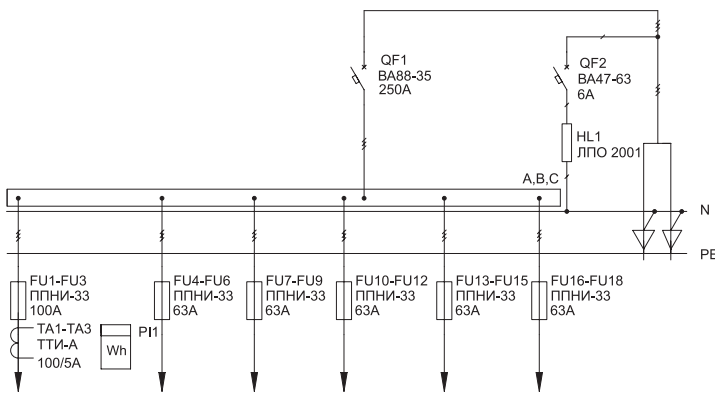 QF1
ВА88-35
250А
QF2
ВА47-63
6А
HL1
ЛПО 2001
А,В,С
N
PE
FU1-FU3
ППНИ-33
100А
FU4-FU6
ППНИ-33
63А
FU7-FU9
ППНИ-33
63А
FU10-FU12
ППНИ-33
63А
FU13-FU15
ППНИ-33
63А
FU16-FU18
ППНИ-33
63А
ТА1-ТА3
ТТИ-А
100/5А
PI1
Wh